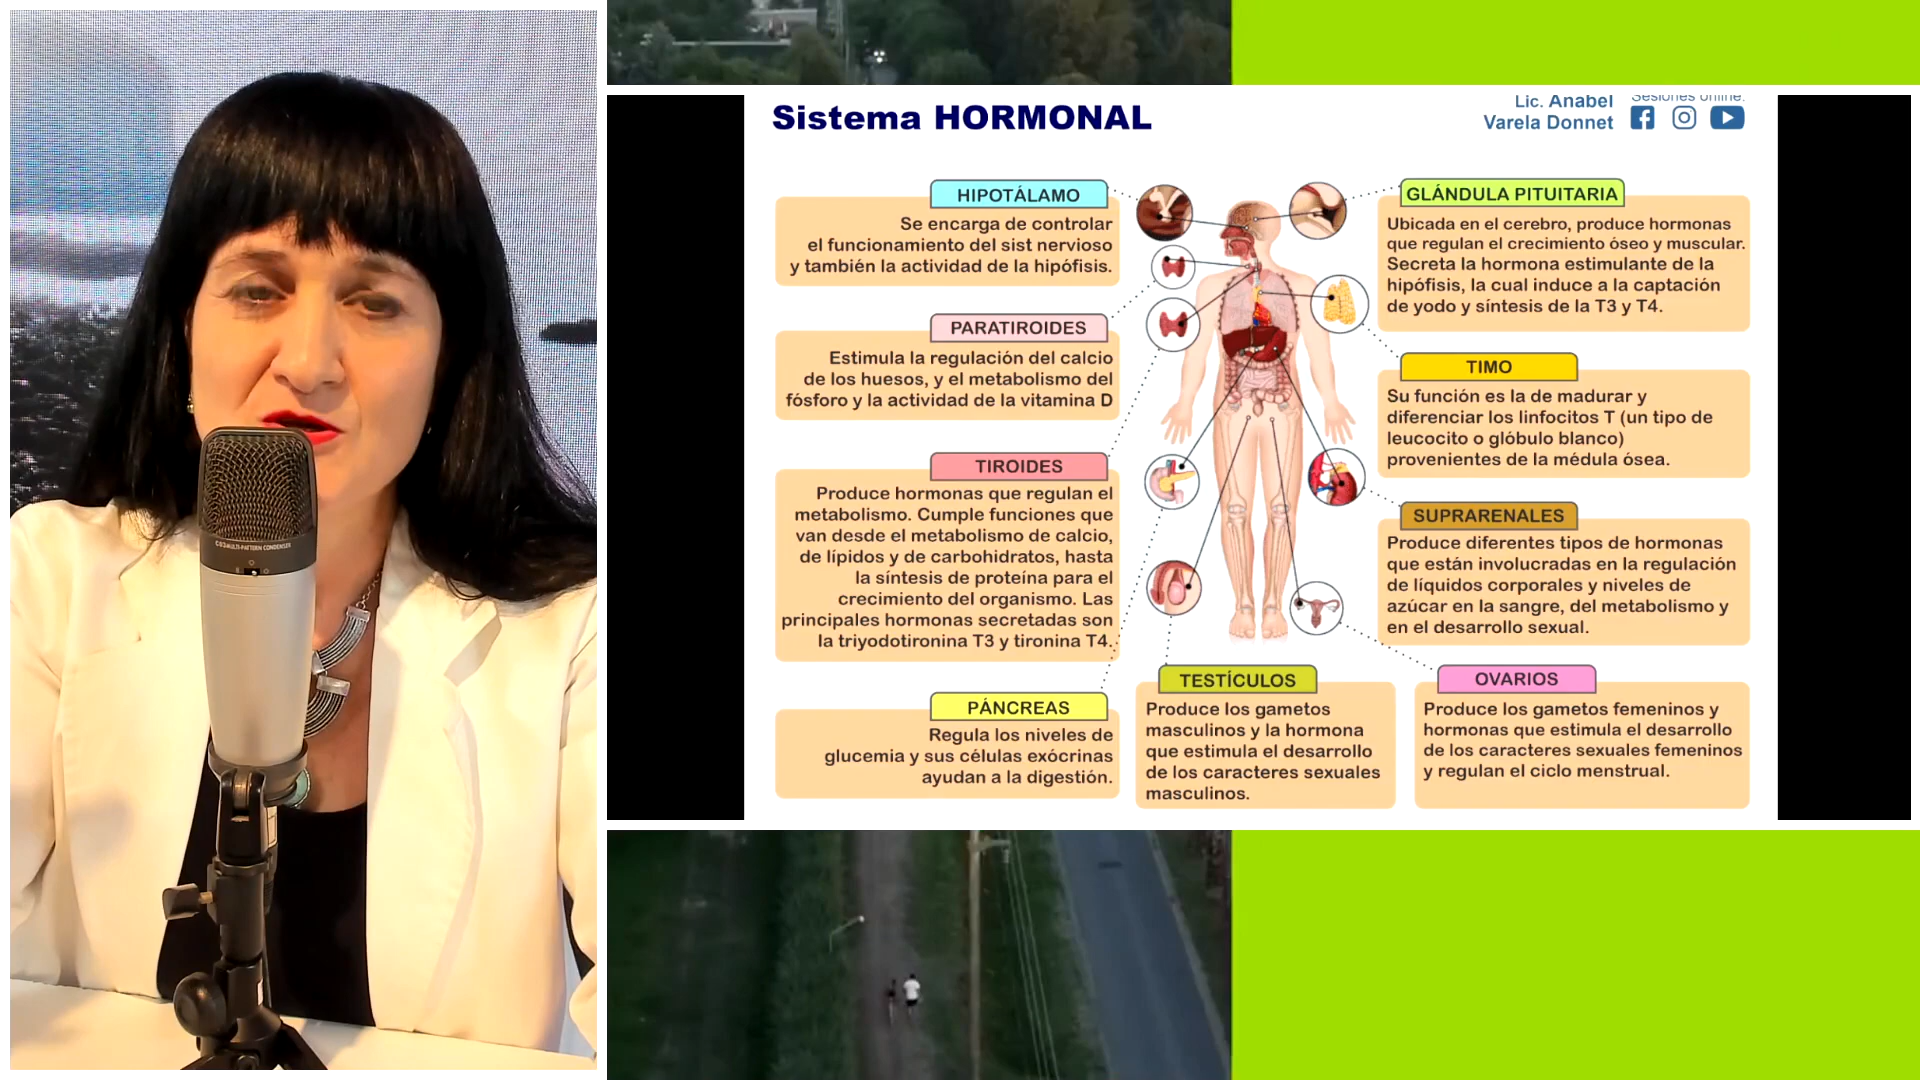 Sistema HORMONAL
Lic. Anabel
Varela Donnet
Sesiones online:
HIPOTÁLAMO
Se encarga de controlar
el funcionamiento del sist nervioso
y también la actividad de la hipófisis.
PARATIROIDES
Estimula la regulación del calcio
de los huesos, y el metabolismo del
fósforo y la actividad de la vitamina D
TIROIDES
Produce hormonas que regulan el
metabolismo. Cumple funciones que
van desde el metabolismo de calcio,
de lípidos y de carbohidratos, hasta
la síntesis de proteína para el
crecimiento del organismo. Las
principales hormonas secretadas son
la triyodotironina T3 y tironina T4.
PÁNCREAS
Regula los niveles de
glucemia y sus células exócrinas
ayudan a la digestión.
GLÁNDULA PITUITARIA
Ubicada en el cerebro, produce hormonas
que regulan el crecimiento óseo y muscular.
Secreta la hormona estimulante de la
hipófisis, la cual induce a la captación
de yodo y síntesis de la T3 y T4.
TIMO
Su función es la de madurar y
diferenciar los linfocitos T (un tipo de
leucocito o glóbulo blanco)
provenientes de la médula ósea.
SUPRARENALES
Produce diferentes tipos de hormonas
que están involucradas en la regulación
de líquidos corporales y niveles de
azúcar en la sangre, del metabolismo y
en el desarrollo sexual.
TESTÍCULOS
Produce los gametos
masculinos y la hormona
que estimula el desarrollo
de los caracteres sexuales
masculinos.
OVARIOS
Produce los gametos femeninos y
hormonas que estimula el desarrollo
de los caracteres sexuales femeninos
y regulan el ciclo menstrual.
MULTI-PATTERN CONDENSER